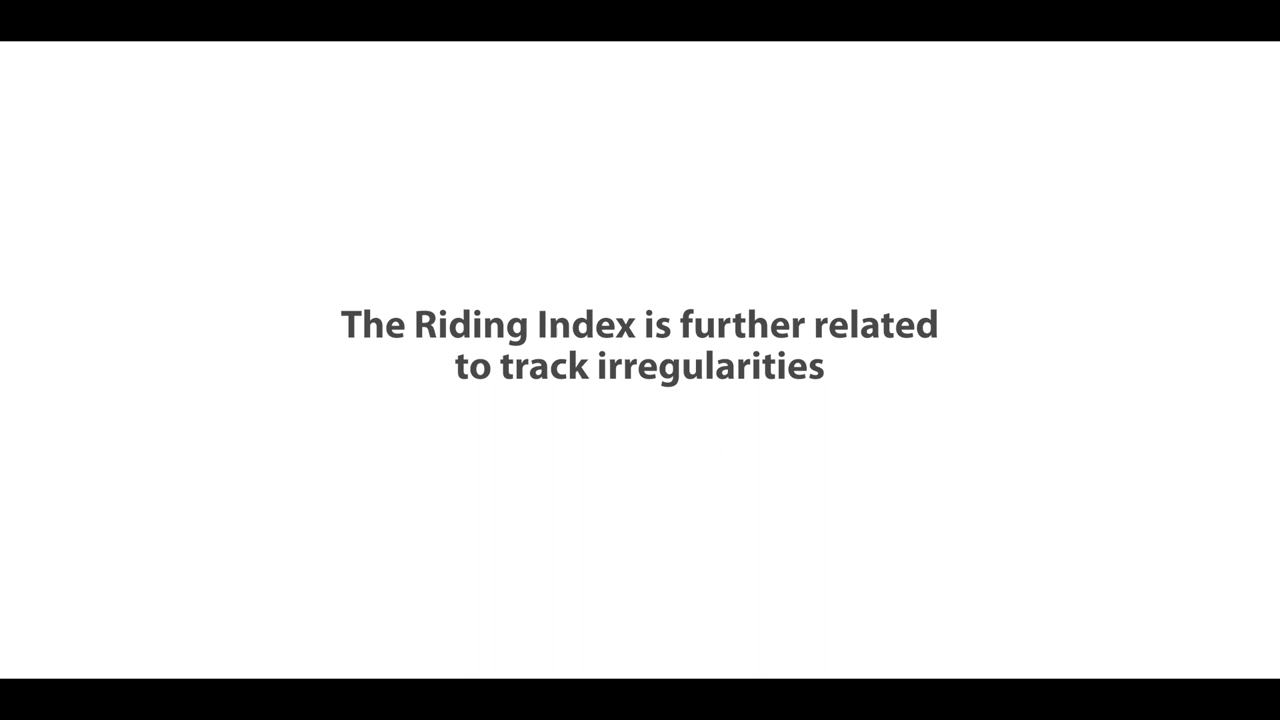 The Riding Index is further related
to track irregularities